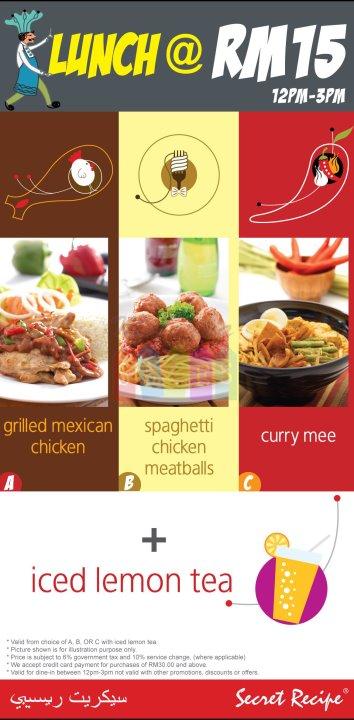 LUNCH @ RM15
12PM-3PM
grilled mexican
chicken
A
spaghetti
chicken
meatballs
B
curry mee
C
+
iced lemon tea
* Valid from choice of A, B, OR C with iced lemon tea.
* Picture shown is for illustration purpose only.
* Price is subject to 6% government tax and 10% service change, (where applicable)
* We accept credit card payment for purchases of RM30.00 and above.
* Valid for dine-in between 12pm-3pm not valid with other promotions, discounts or offers.
سيكريت ريسيبي
Secret Recipe®